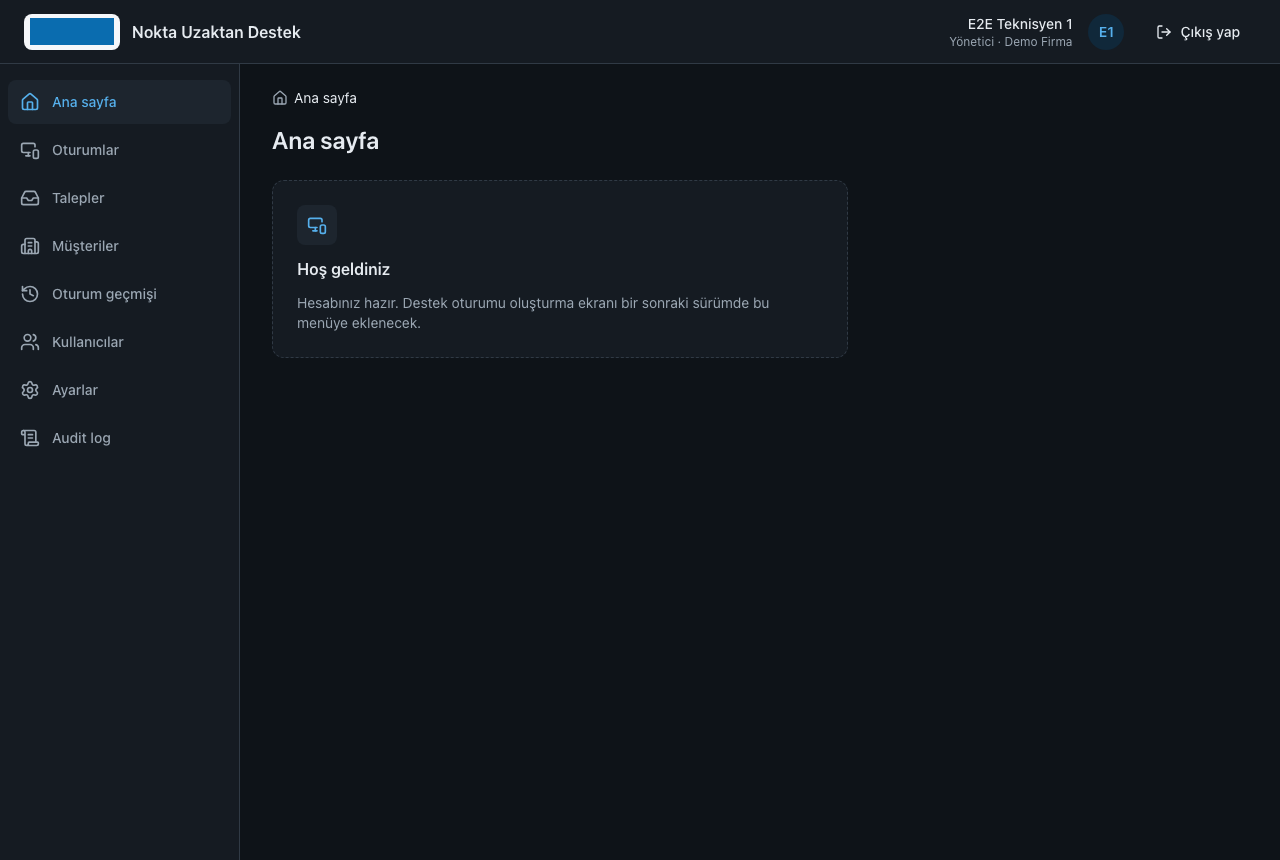 Nokta Uzaktan Destek
E2E Teknisyen 1
Yönetici · Demo Firma
E1
Çıkış yap
Ana sayfa
Oturumlar
Talepler
Müşteriler
Oturum geçmişi
Kullanıcılar
Ayarlar
Audit log
Ana sayfa
Ana sayfa
Hoş geldiniz
Hesabınız hazır. Destek oturumu oluşturma ekranı bir sonraki sürümde bu
menüye eklenecek.